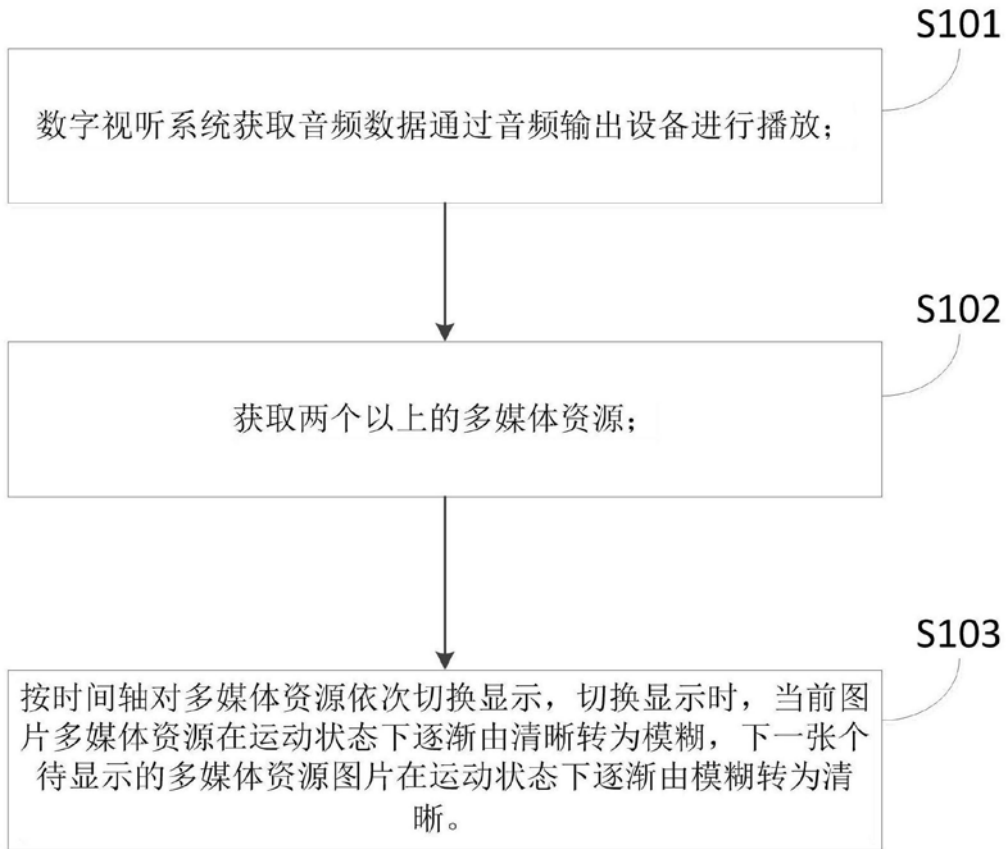 S101
数字视听系统获取音频数据通过音频输出设备进行播放；
S102
获取两个以上的多媒体资源；
S103
按时间轴对多媒体资源依次切换显示，切换显示时，当前图
片多媒体资源在运动状态下逐渐由清晰转为模糊，下一张个
待显示的多媒体资源图片在运动状态下逐渐由模糊转为清
晰。